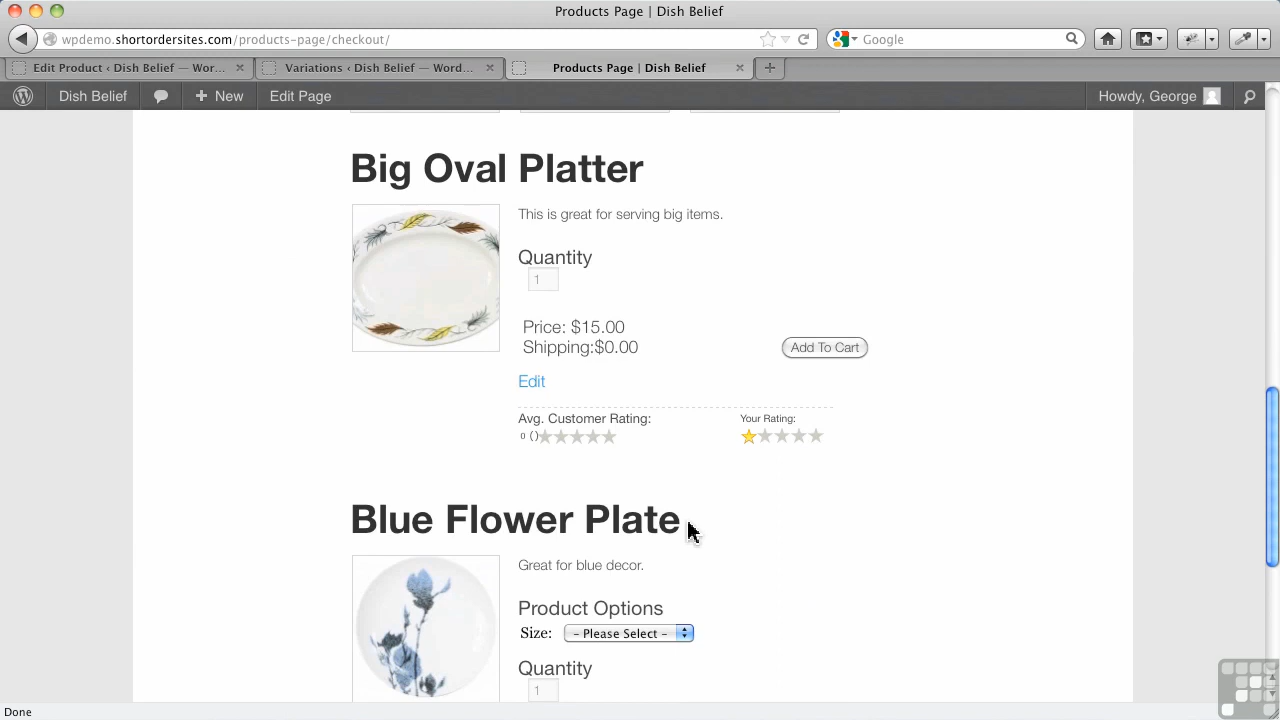 Products Page | Dish Belief
wpdemo.shortordersites.com/products-page/checkout/
Google
Edit Product ‹ Dish Belief — Wor...
Variations ‹ Dish Belief — Word...
Products Page | Dish Belief
Dish Belief
New
Edit Page
Howdy, George
Big Oval Platter
This is great for serving big items.
Quantity
1
Price: $15.00
Shipping:$0.00
Add To Cart
Edit
Avg. Customer Rating:
Your Rating:
0 ()
Blue Flower Plate
Great for blue decor.
Product Options
Size:
- Please Select -
Quantity
1
Done